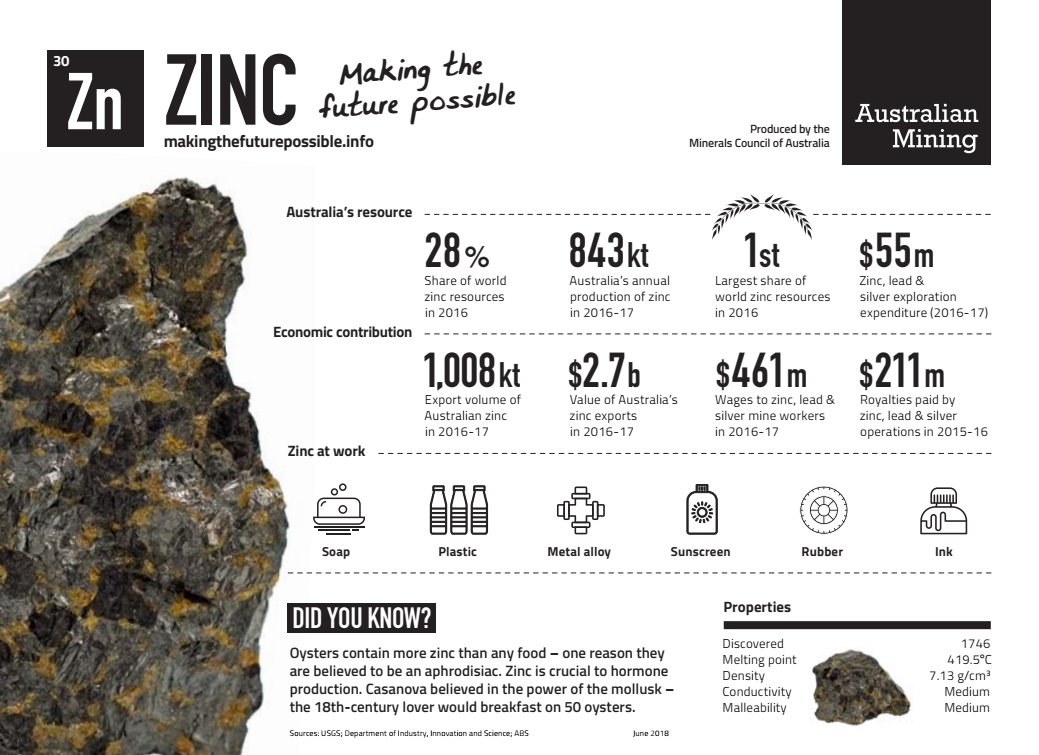 30
Zn
ZINC
Making the
future possible
makingthefuturepossible.info
Produced by the
Minerals Council of Australia
Australian
Mining
Australia's resource
28 %
Share of world
zinc resources
in 2016
843 kt
Australia's annual
production of zinc
in 2016-17
1st
Largest share of
world zinc resources
in 2016
$55m
Zinc, lead &
silver exploration
expenditure (2016-17)
Economic contribution
1,008 kt
Export volume of
Australian zinc
in 2016-17
$2.7b
Value of Australia's
zinc exports
in 2016-17
$461m
Wages to zinc, lead &
silver mine workers
in 2016-17
$211m
Royalties paid by
zinc, lead & silver
operations in 2015-16
Zinc at work
Soap
Plastic
Metal alloy
Sunscreen
Rubber
Ink
DID YOU KNOW?
Oysters contain more zinc than any food – one reason they
are believed to be an aphrodisiac. Zinc is crucial to hormone
production. Casanova believed in the power of the mollusk –
the 18th-century lover would breakfast on 50 oysters.
Sources: USGS; Department of Industry, Innovation and Science; ABS
June 2018
Properties
Discovered 1746
Melting point 419.5°C
Density 7.13 g/cm³
Conductivity Medium
Malleability Medium